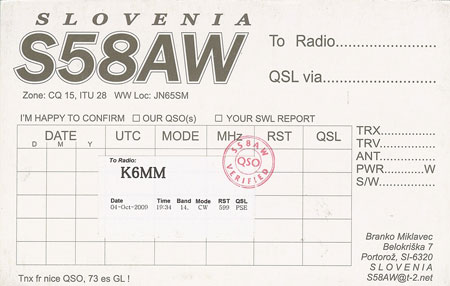 SLOVENIA
S58AW
To Radio
QSL via
Zone: CQ 15, ITU 28 WW Loc: JN65SM
I'M HAPPY TO CONFIRM □ OUR QSO(s) □ YOUR SWL REPORT
DATE UTC MODE MHz RST QSL
D M Y
TRX
TRV
ANT
PWR W
S/W
S58AW
QSO
VERIFIED
To Radio:
K6MM
Date Time Band Mode RST QSL
04-Oct-2009 19:34 14. CW 599 PSE
Branko Miklavec
Belokriška 7
Portorož, SI-6320
SLOVENIA
S58AW@t-2.net
Tnx fr nice QSO, 73 es GL !